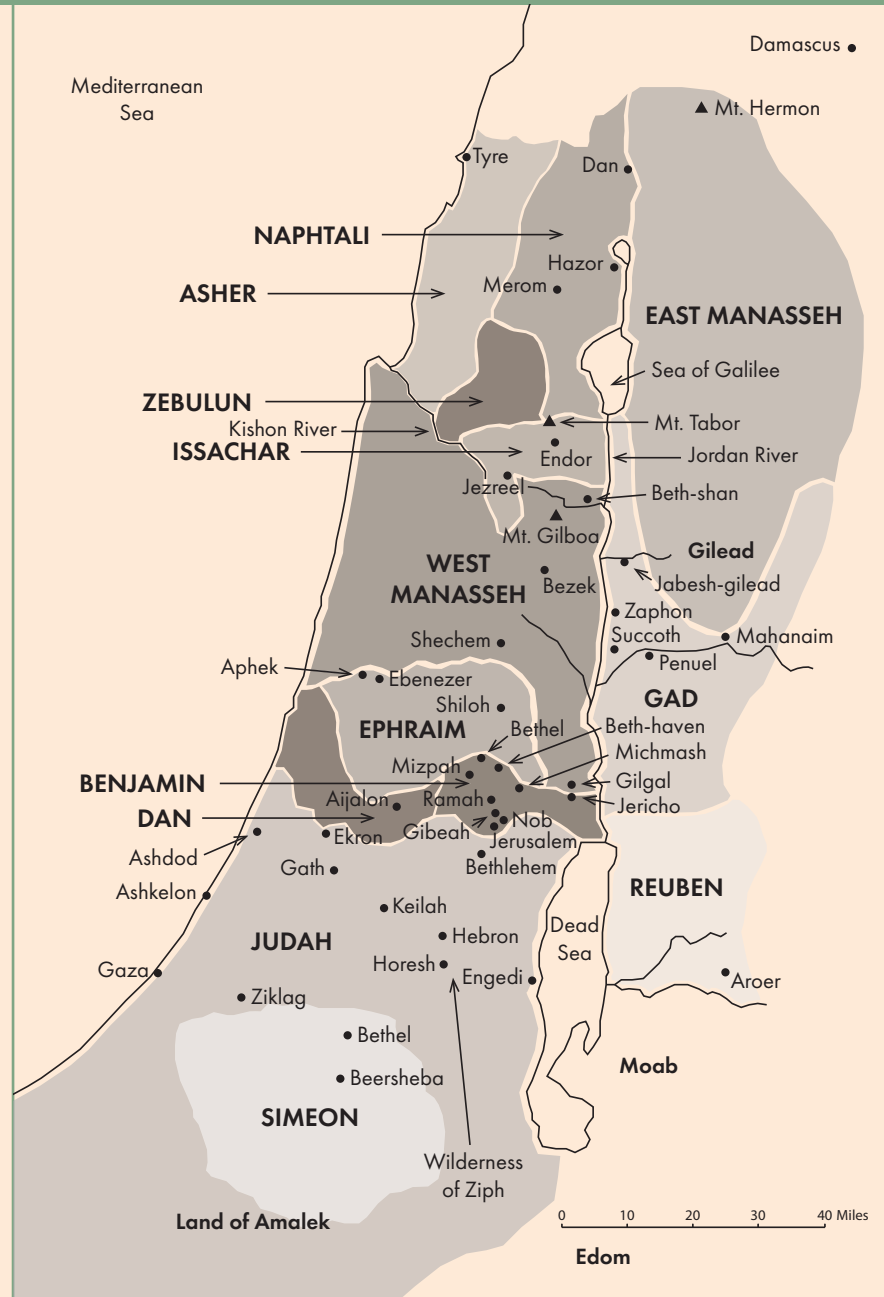 Damascus
Mediterranean
Sea
Mt. Hermon
Tyre
Dan
NAPHTALI
Hazor
Merom
ASHER
EAST MANASSEH
Sea of Galilee
ZEBULUN
Mt. Tabor
Kishon River
ISSACHAR
Jordan River
Endor
Jezreel
Beth-shan
Mt. Gilboa
Gilead
WEST
MANASSEH
Bezek
Jabesh-gilead
Zaphon
Succoth
Mahanaim
Shechem
Penuel
Aphek
Ebenezer
GAD
Shiloh
EPHRAIM
Bethel
Beth-haven
Michmash
Mizpah
BENJAMIN
Gilgal
Aijalon
Ramah
Jericho
DAN
Nob
Ekron
Gibeah
Jerusalem
Ashdod
Gath
Bethlehem
Ashkelon
REUBEN
Keilah
Dead
Sea
JUDAH
Hebron
Horesh
Gaza
Engedi
Aroer
Ziklag
Bethel
Moab
Beersheba
SIMEON
Wilderness
of Ziph
Land of Amalek
0 10 20 30 40 Miles
Edom